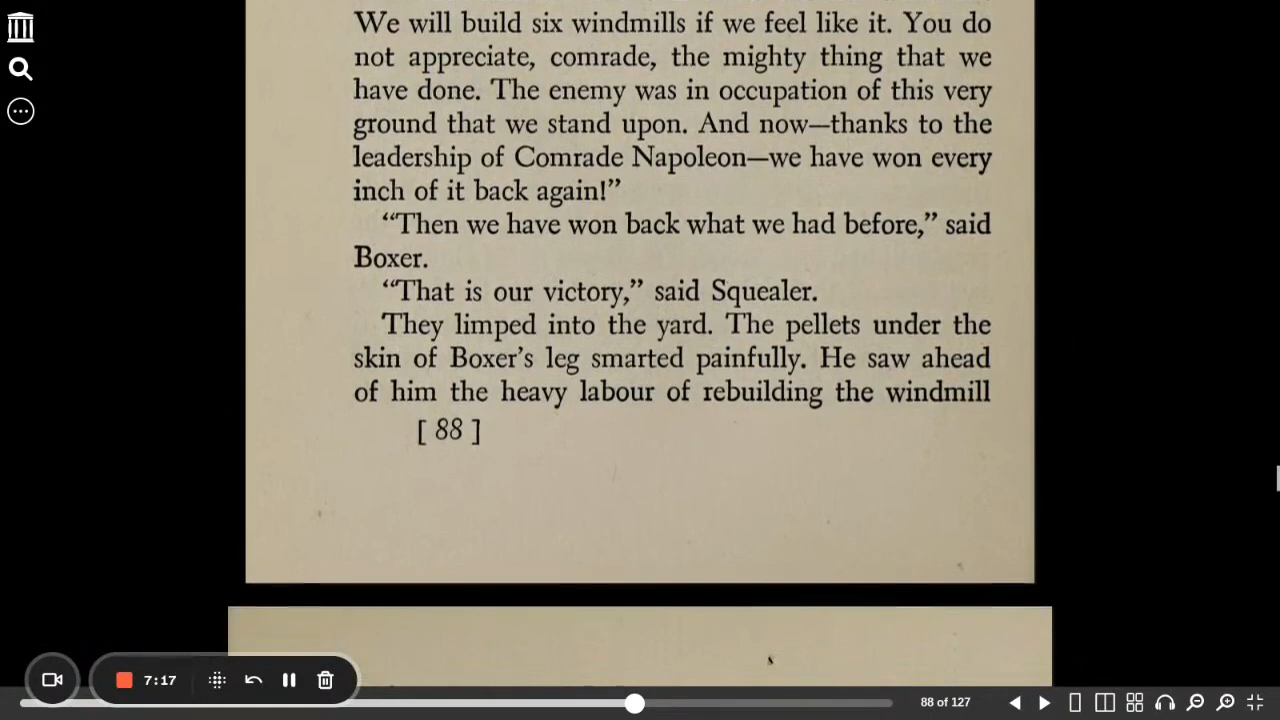 We will build six windmills if we feel like it. You do
not appreciate, comrade, the mighty thing that we
have done. The enemy was in occupation of this very
ground that we stand upon. And now—thanks to the
leadership of Comrade Napoleon—we have won every
inch of it back again!”
“Then we have won back what we had before,” said
Boxer.
“That is our victory,” said Squealer.
They limped into the yard. The pellets under the
skin of Boxer’s leg smarted painfully. He saw ahead
of him the heavy labour of rebuilding the windmill
[ 88 ]
7:17
88 of 127